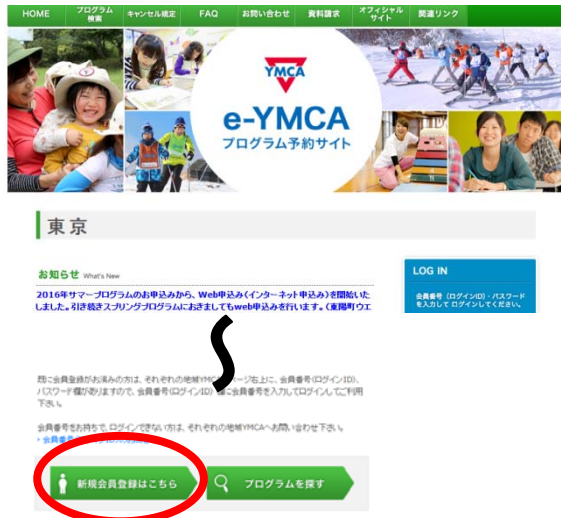 HOME
プログラム
検索
キャンセル規定
FAQ
お問い合わせ
資料請求
オフィシャル
サイト
関連リンク
YMCA
e-YMCA
プログラム予約サイト
東京
お知らせ What's New
2016年サマープログラムのお申込みから、Web申込み(インターネット申込み)を開始いた
しました。引き続きスプリングプログラムにおきましてもweb申込みを行います。(東陽町ウエ
LOG IN
会員番号(ログインID)・パスワード
を入力して ログインしてください。
既に会員登録がお済みの方は、それぞれの地域YMCA ページ右上に、会員番号(ログインID)、
パスワード欄がありますので、会員番号(ログインID) 欄に会員番号を入力してログインしてご利用
下さい。
会員番号をお持ちで、ログインできない方は、それぞれの地域YMCAへお問い合わせ下さい。
新規会員登録はこちら
プログラムを探す